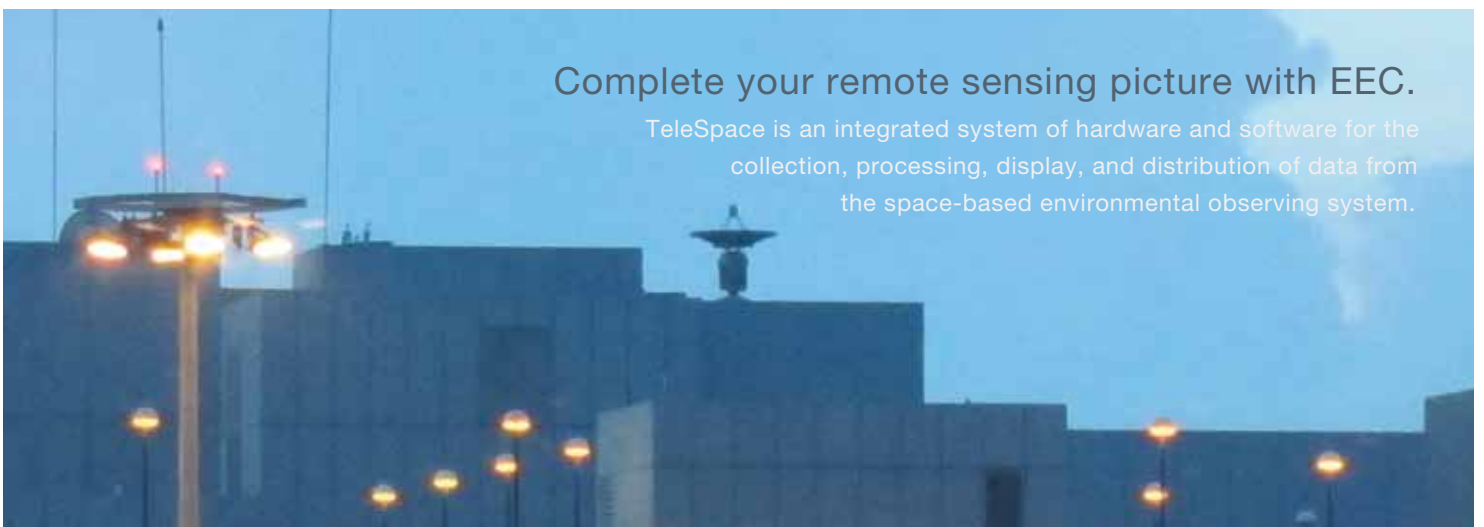 Complete your remote sensing picture with EEC.
TeleSpace is an integrated system of hardware and software for the
collection, processing, display, and distribution of data from
the space-based environmental observing system.